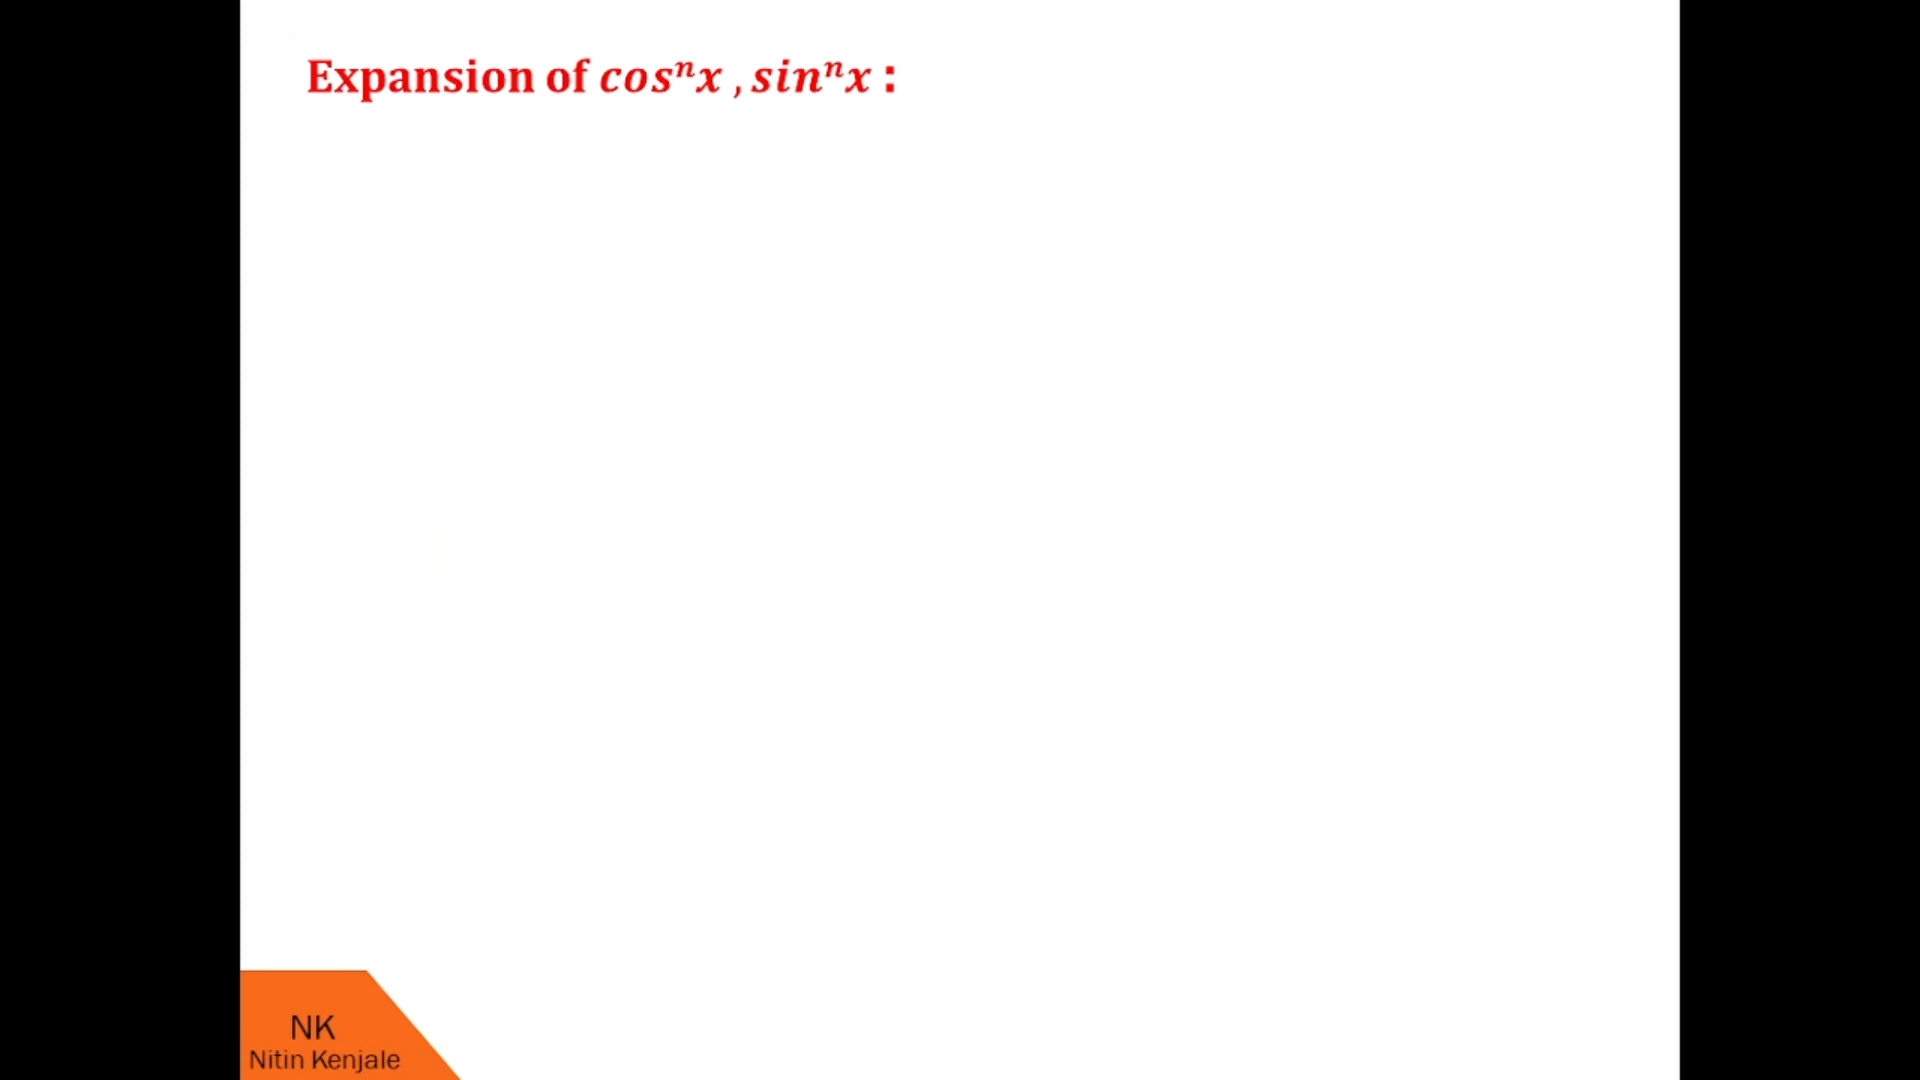 Expansion of cosⁿx , sinⁿx :
NK
Nitin Kenjale